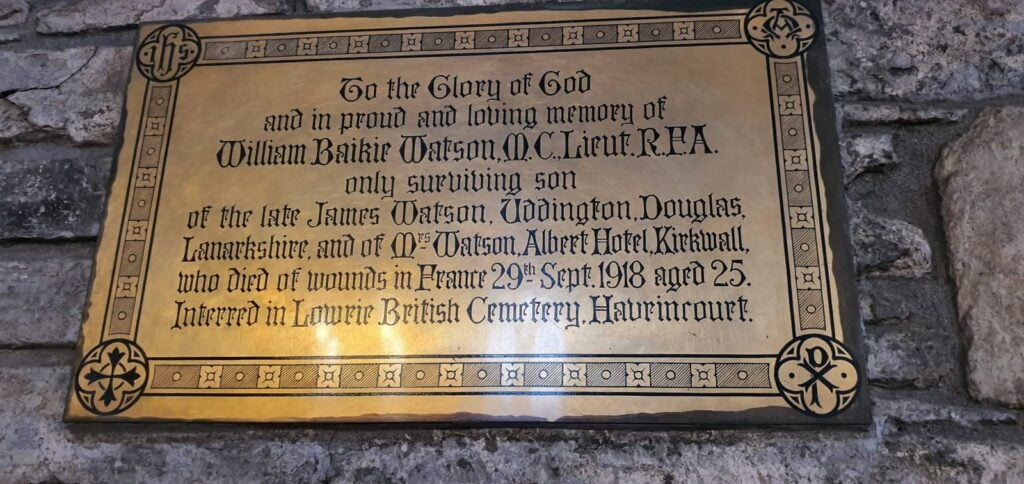 IHS
To the Glory of God
and in proud and loving memory of
William Baikie Watson, M.C., Lieut. R.F.A.
only surviving son
of the late James Watson, Uddington, Douglas,
Lanarkshire, and of Mrs Watson, Albert Hotel, Kirkwall,
who died of wounds in France 29th Sept. 1918 aged 25.
Interred in Lowrie British Cemetery, Havrincourt.